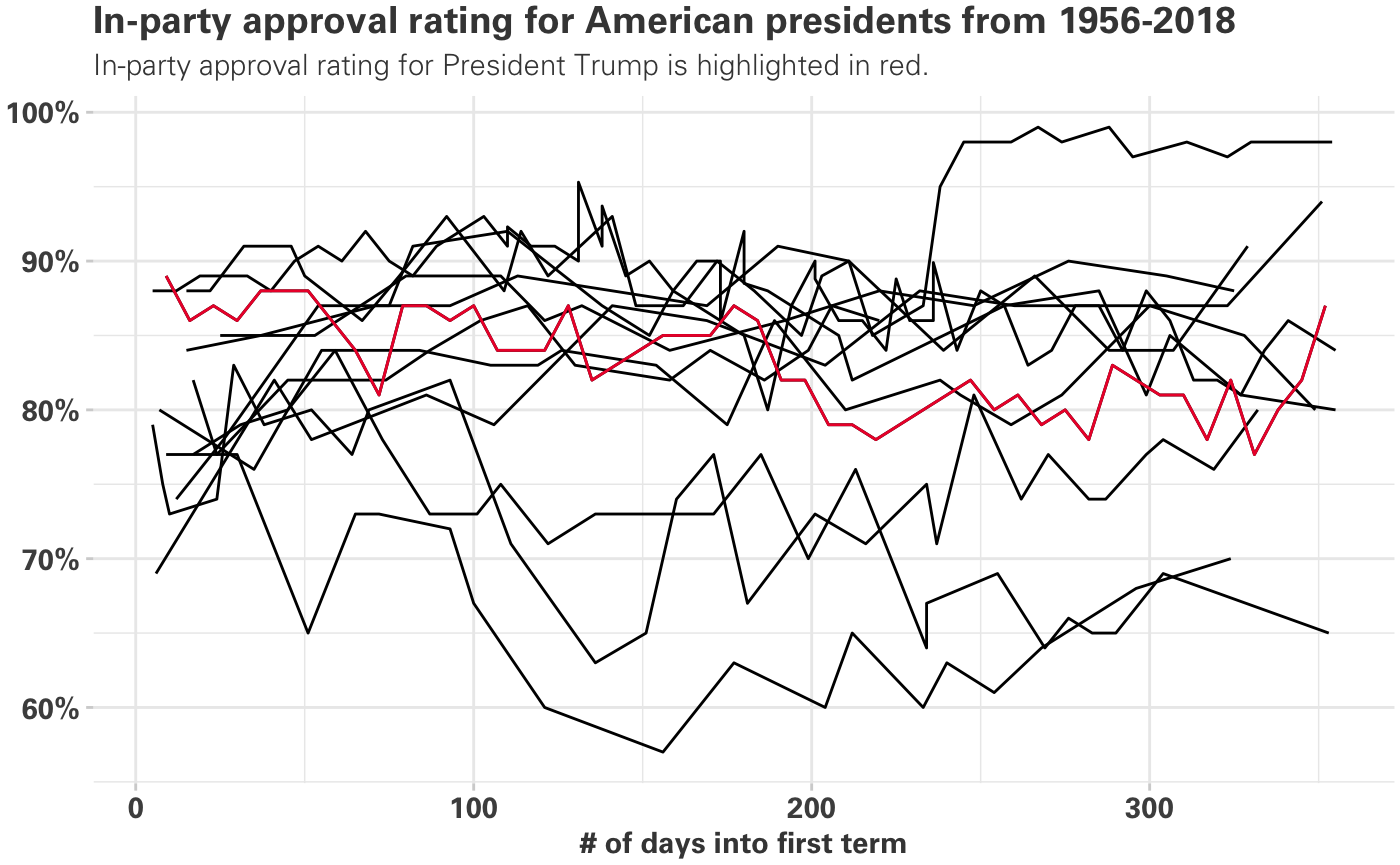 In-party approval rating for American presidents from 1956-2018
In-party approval rating for President Trump is highlighted in red.
100%
90%
80%
70%
60%
0 100 200 300
# of days into first term